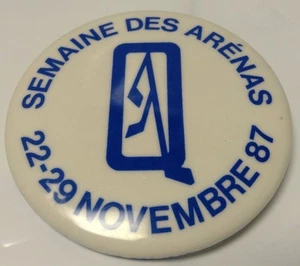 SEMAINE DES ARÉNAS
22-29 NOVEMBRE 87